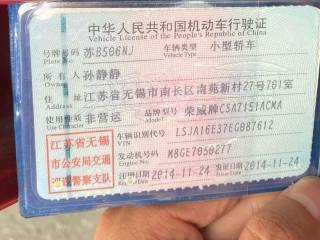 中华人民共和国机动车行驶证
Vehicle License of the People's Republic of China
号牌号码 苏B506NJ 车辆类型 小型轿车
Plate No. Vehicle Type
所有人 孙静静
Owner
住址 江苏省无锡市南长区南苑新村27号701室
Address
使用性质 非营运 品牌型号 荣威牌CSA7151ACMA
Use Character Model
车辆识别代号 LSJA16E37EG087612
VIN
江苏省无锡
市公安局交通
巡逻警察支队
发动机号码 M8GE7050277
Engine No.
注册日期 2014-11-24 发证日期 2014-11-24
Register Date Issue Date